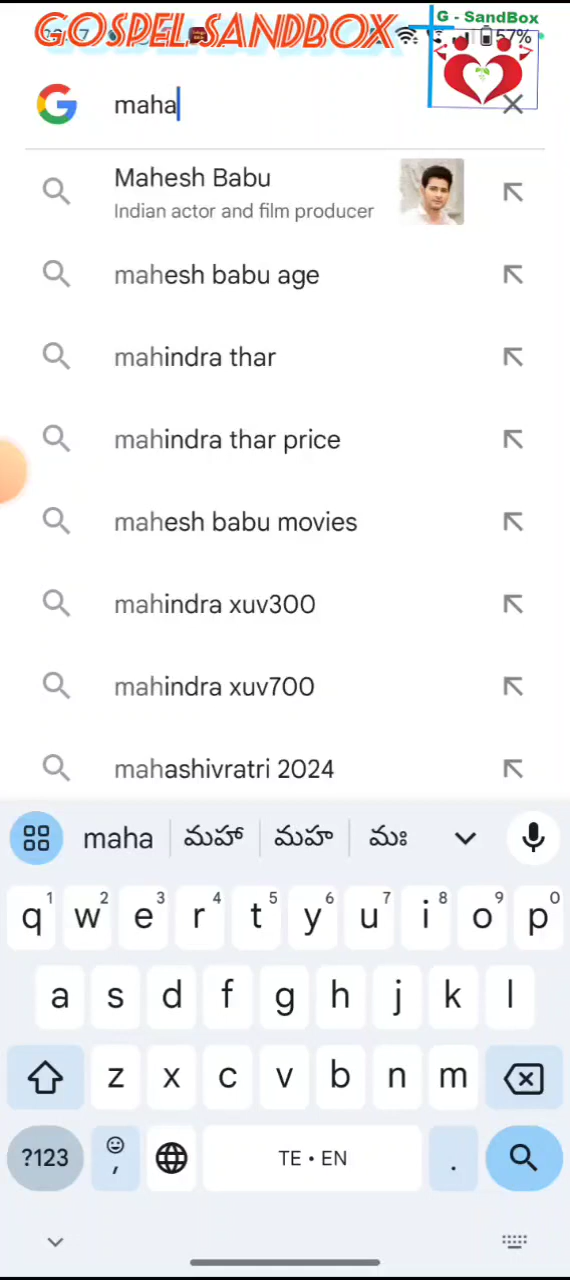 GOSPEL SANDBOX
G - SandBox
57%
maha
Mahesh Babu
Indian actor and film producer
mahesh babu age
mahindra thar
mahindra thar price
mahesh babu movies
mahindra xuv300
mahindra xuv700
mahashivratri 2024
maha మహా మహ మః
1 2 3 4 5 6 7 8 9 0
q w e r t y u i o p
a s d f g h j k l
z x c v b n m
?123 , TE • EN .